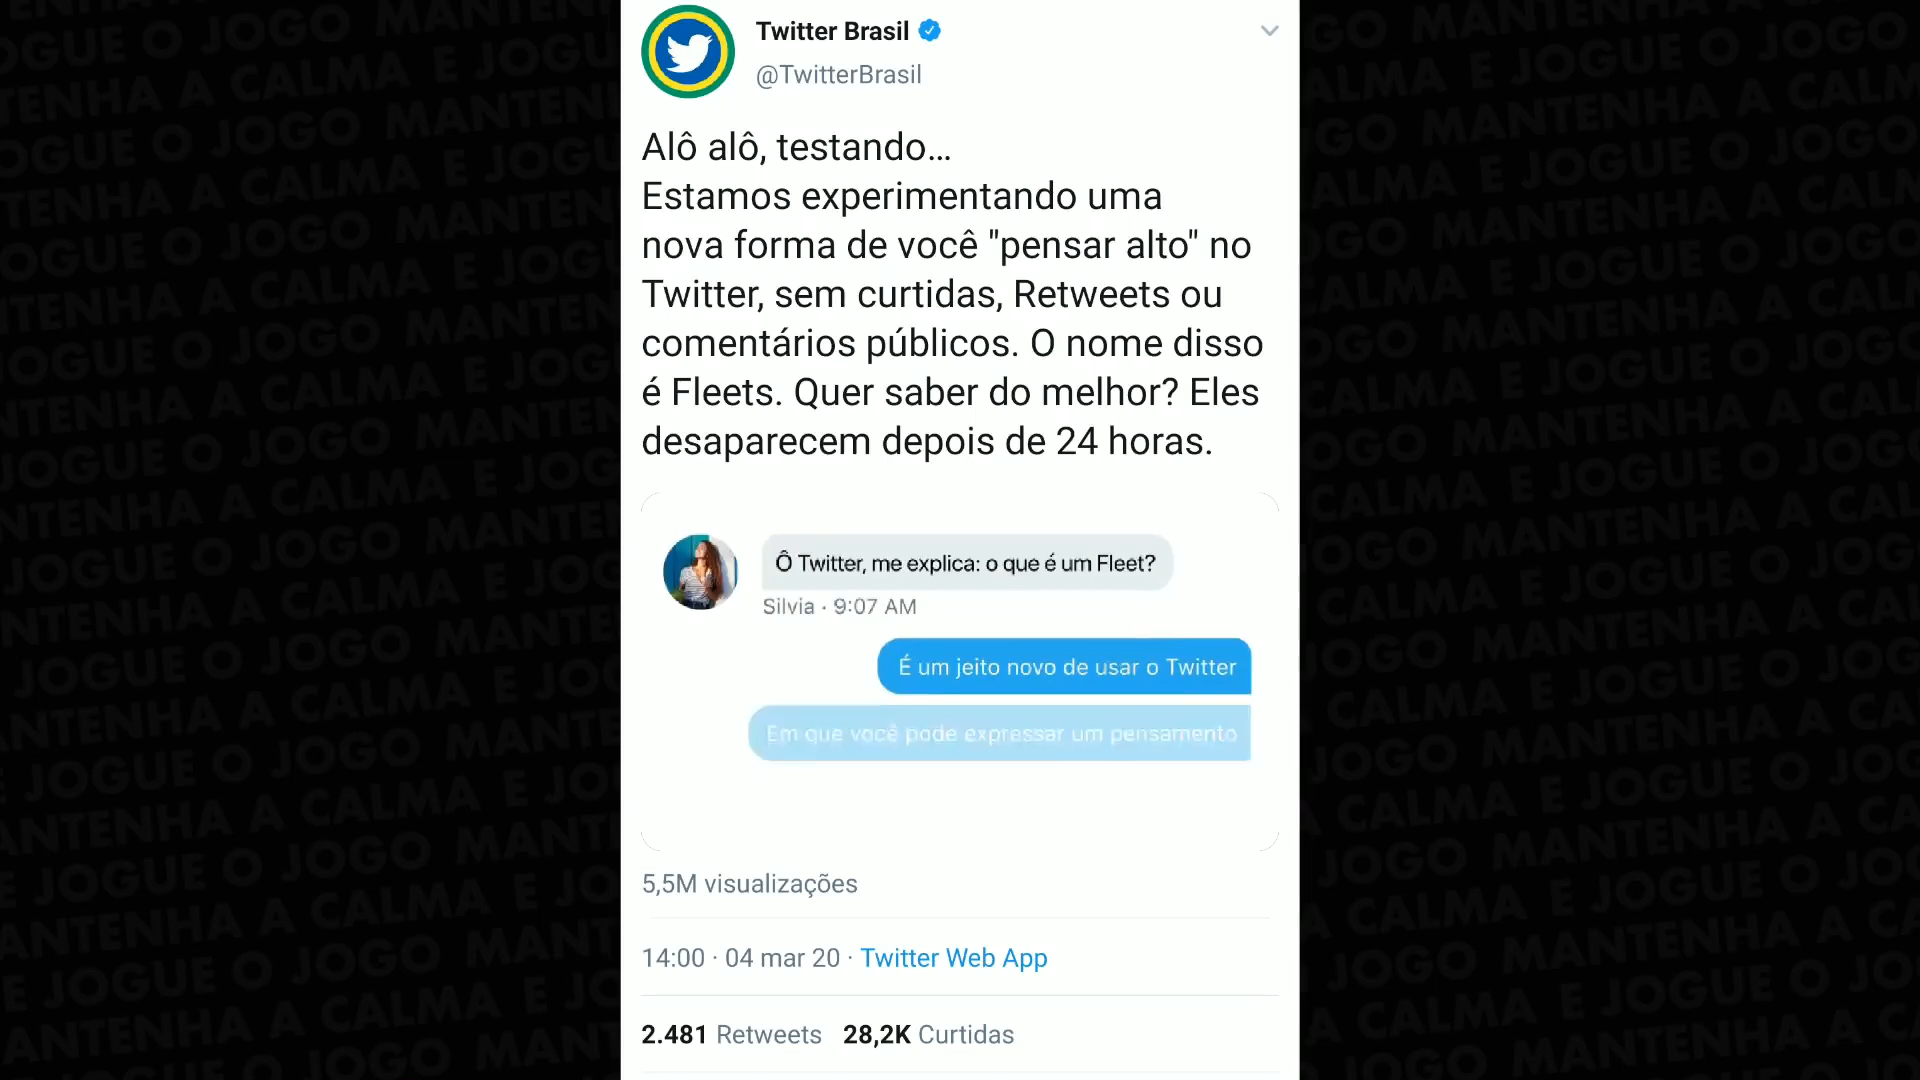 Twitter Brasil
@TwitterBrasil
Alô alô, testando...
Estamos experimentando uma
nova forma de você "pensar alto" no
Twitter, sem curtidas, Retweets ou
comentários públicos. O nome disso
é Fleets. Quer saber do melhor? Eles
desaparecem depois de 24 horas.
Ô Twitter, me explica: o que é um Fleet?
Silvia · 9:07 AM
É um jeito novo de usar o Twitter
Em que você pode expressar um pensamento
5,5M visualizações
14:00 · 04 mar 20 · Twitter Web App
2.481 Retweets 28,2K Curtidas
MANTENHA A CALMA E JOGUE O JOGO